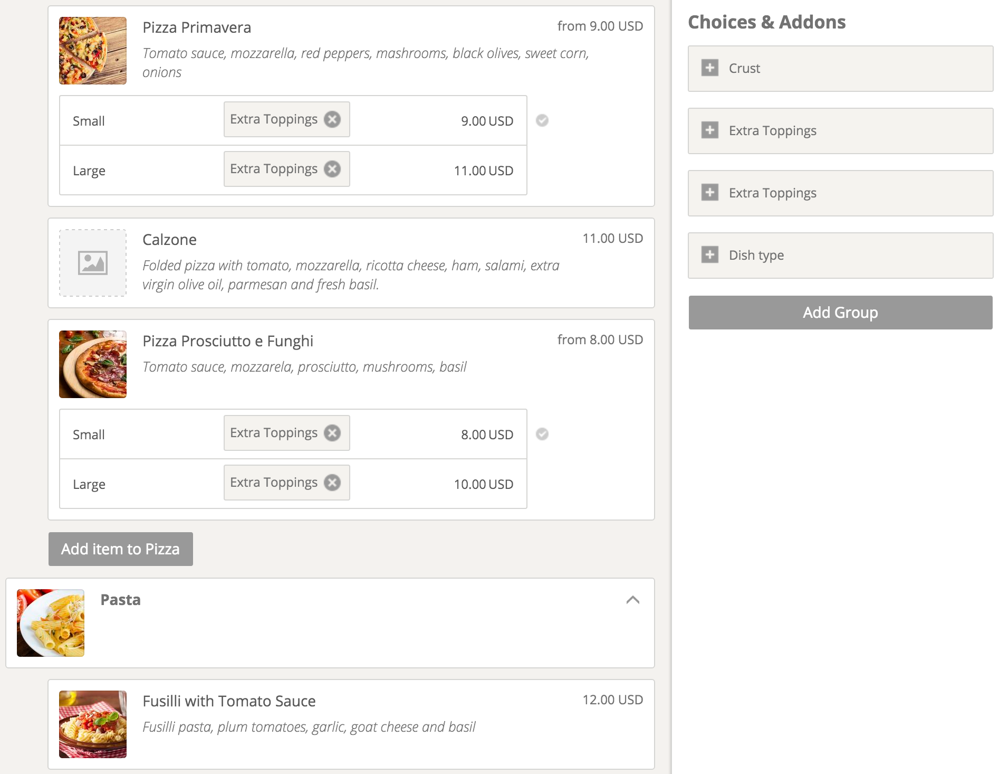 Pizza Primavera
from 9.00 USD
Tomato sauce, mozzarella, red peppers, mashrooms, black olives, sweet corn,
onions
Small
Extra Toppings
9.00 USD
Large
Extra Toppings
11.00 USD
Calzone
11.00 USD
Folded pizza with tomato, mozzarella, ricotta cheese, ham, salami, extra
virgin olive oil, parmesan and fresh basil.
Pizza Prosciutto e Funghi
from 8.00 USD
Tomato sauce, mozzarela, prosciutto, mushrooms, basil
Small
Extra Toppings
8.00 USD
Large
Extra Toppings
10.00 USD
Add item to Pizza
Pasta
Fusilli with Tomato Sauce
12.00 USD
Fusilli pasta, plum tomatoes, garlic, goat cheese and basil
Choices & Addons
Crust
Extra Toppings
Extra Toppings
Dish type
Add Group